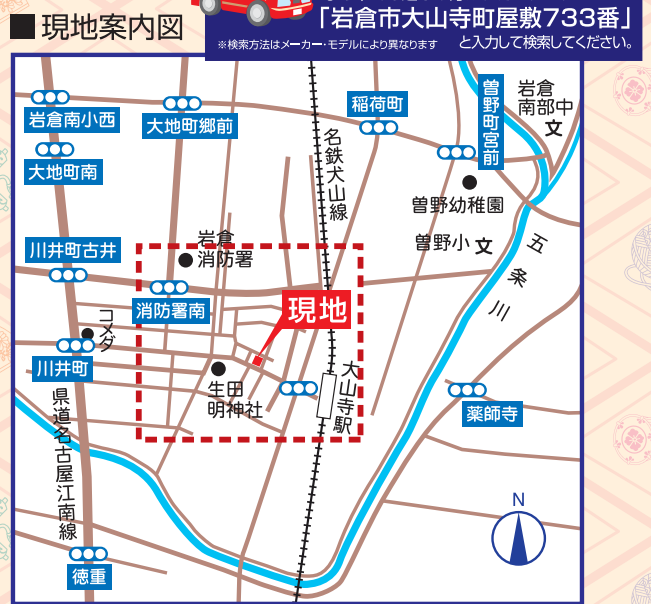 ■現地案内図
「岩倉市大山寺町屋敷733番」
※検索方法はメーカー・モデルにより異なります
と入力して検索してください。
岩倉南小西
大地町郷前
稲荷町
曽野町宮前
岩倉
南部中
文
大地町南
名鉄犬山線
曽野幼稚園
川井町古井
岩倉
消防署
曽野小 文
五条川
消防署南
現地
コメダ
川井町
生田
明神社
大山寺駅
薬師寺
県道名古屋江南線
徳重
N